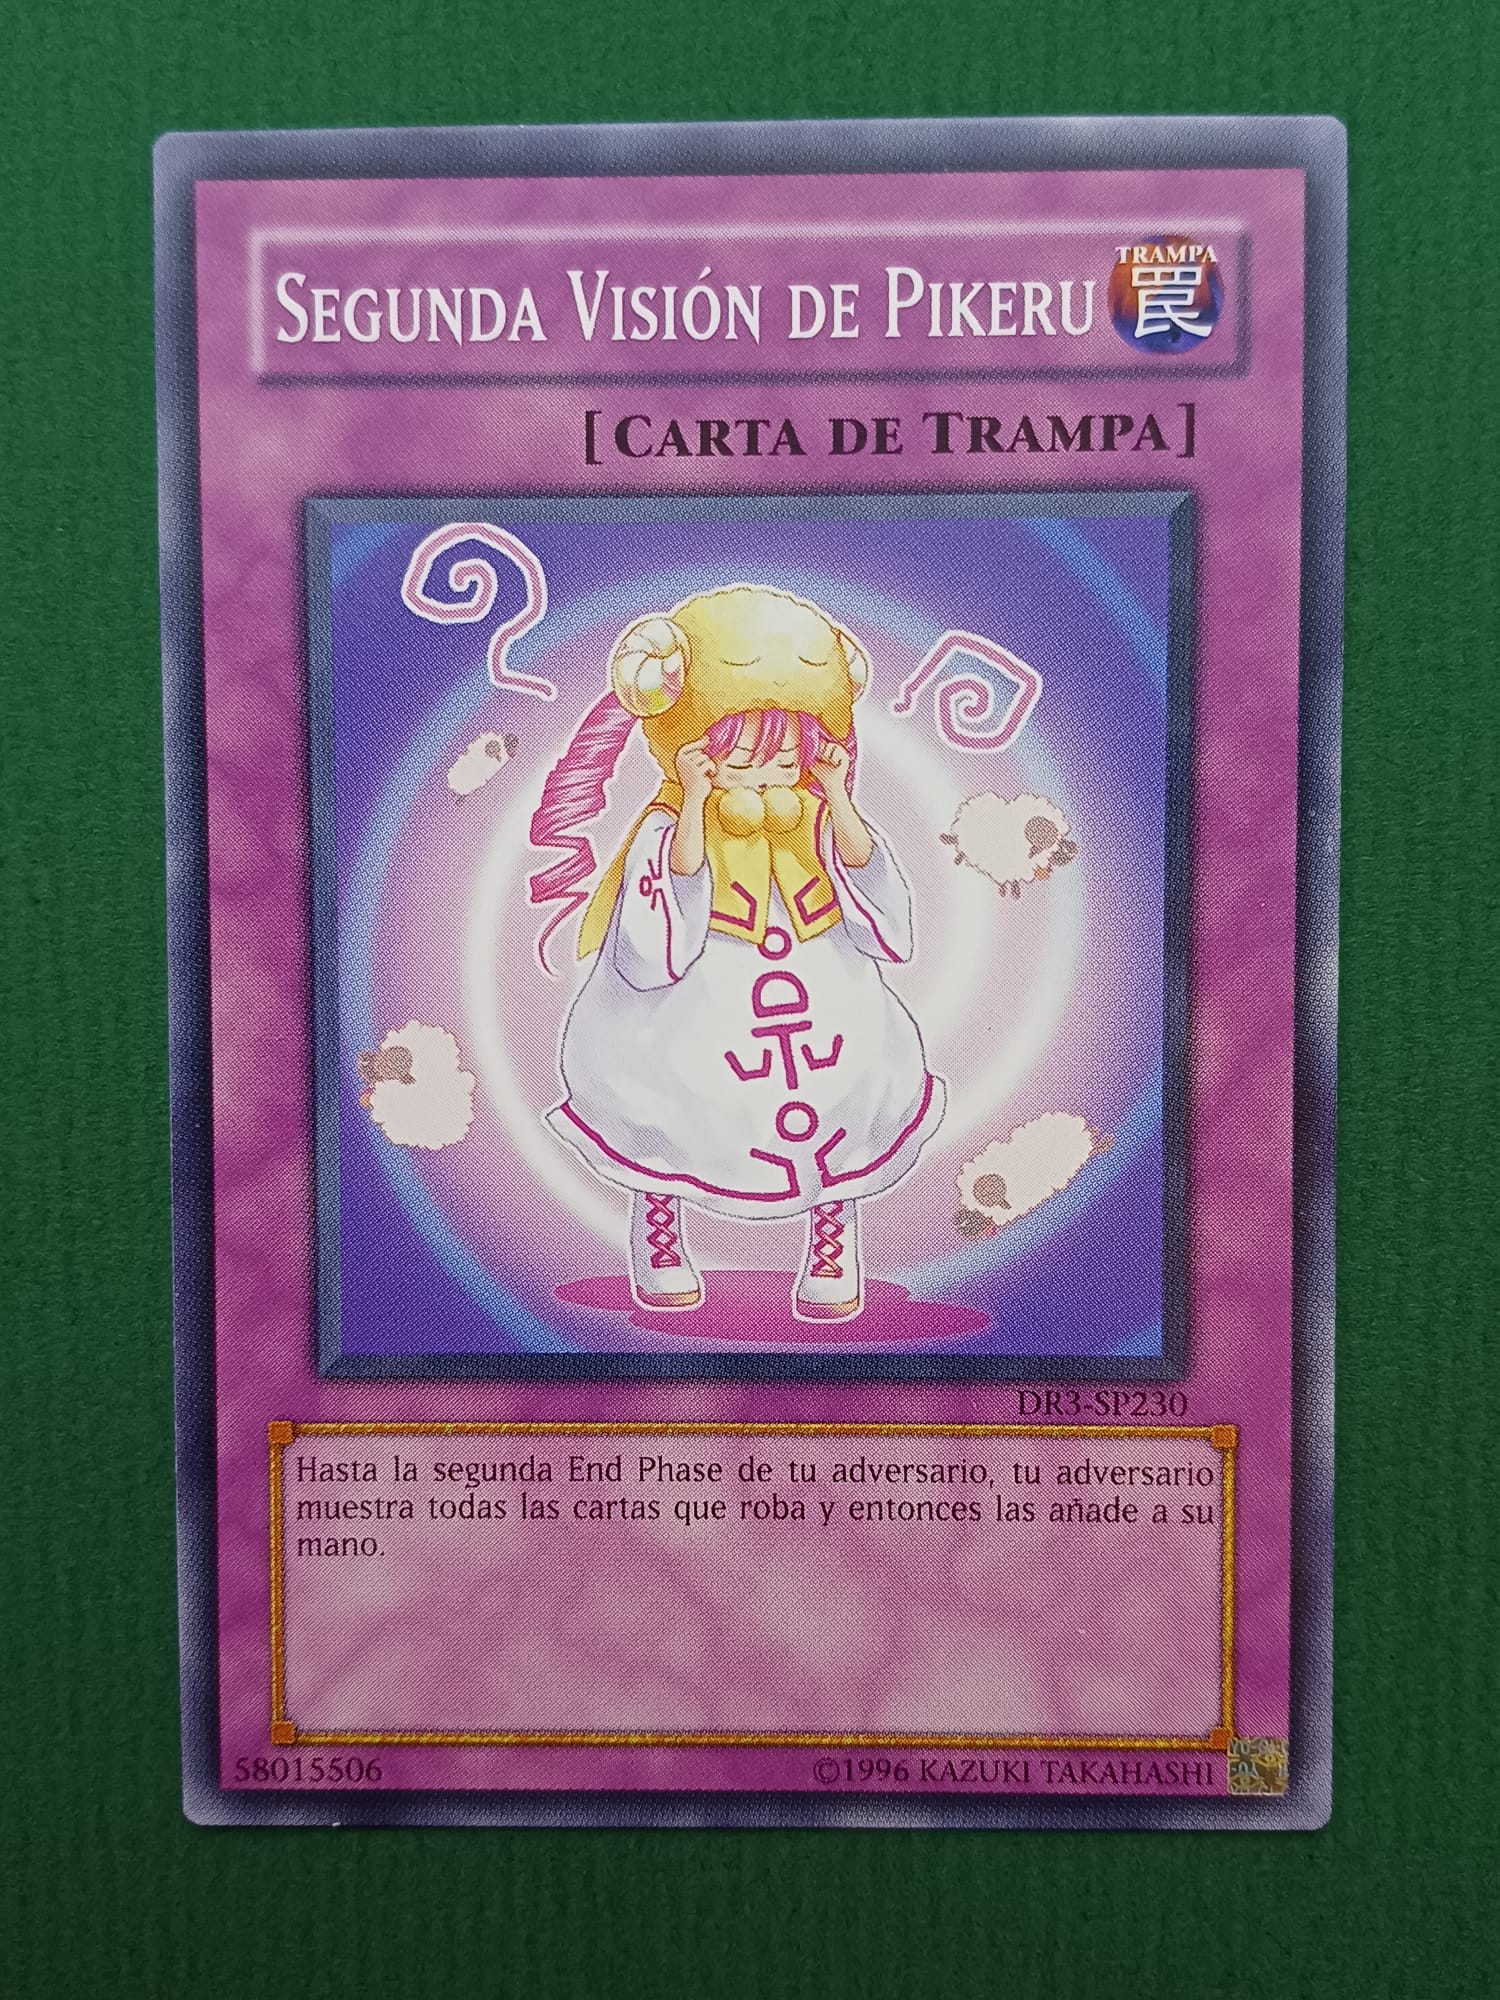 SEGUNDA VISIÓN DE PIKERU
TRAMPA
罠
[CARTA DE TRAMPA]
DR3-SP230
Hasta la segunda End Phase de tu adversario, tu adversario
muestra todas las cartas que roba y entonces las añade a su
mano.
58015506
©1996 KAZUKI TAKAHASHI